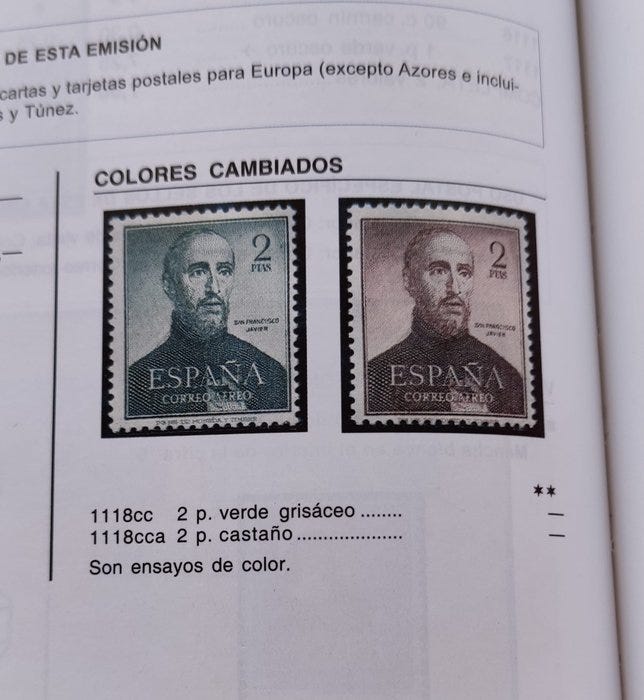 DE ESTA EMISIÓN
cartas y tarjetas postales para Europa (excepto Azores e inclui-
s y Túnez.
COLORES CAMBIADOS
2
PTAS
SAN FRANCISCO
JAVIER
ESPAÑA
CORREO AEREO
2
PTAS
SAN FRANCISCO
JAVIER
ESPAÑA
CORREO AEREO
**
1118cc 2 p. verde grisáceo ........ —
1118cca 2 p. castaño .................... —
Son ensayos de color.